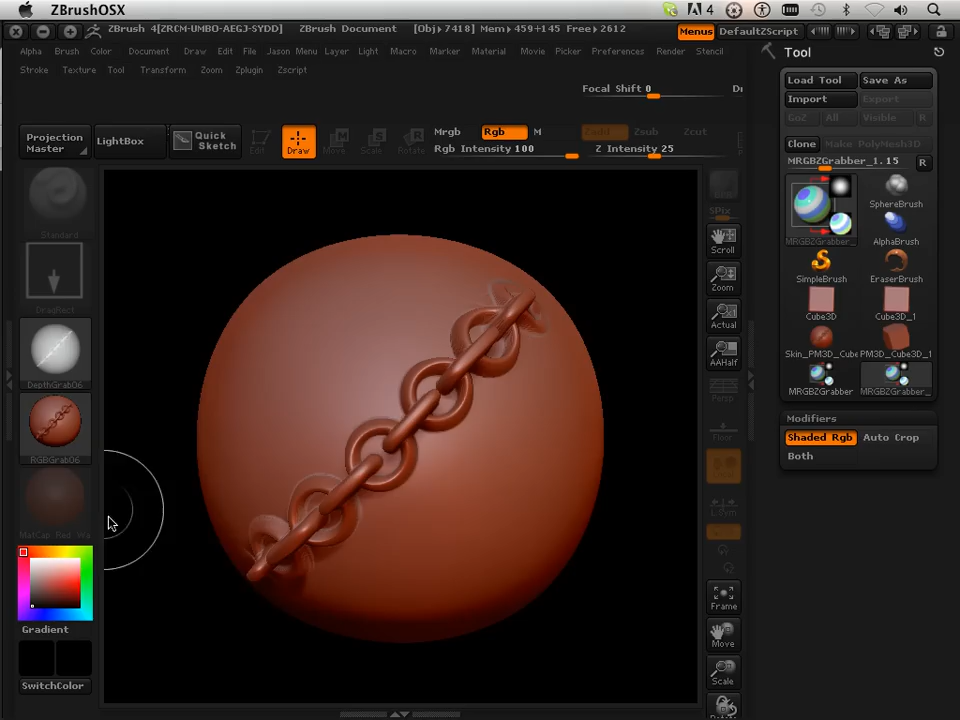 ZBrushOSX
4
ZBrush 4[ZRCM-UMBO-AEGJ-SYDD] ZBrush Document [Obj▸7418] Mem▸459+145 Free▸2612 Menus DefaultZScript
Alpha Brush Color Document Draw Edit File Jason Menu Layer Light Macro Marker Material Movie Picker Preferences Render Stencil
Stroke Texture Tool Transform Zoom Zplugin Zscript
Focal Shift 0
Projection Master
LightBox
Quick Sketch
Edit
Draw
Move
Scale
Rotate
Mrgb Rgb M Zadd Zsub Zcut
Rgb Intensity 100 Z Intensity 25
Standard
DragRect
DepthGrab06
RGBGrab06
Gradient
SwitchColor
SPix
Scroll
Zoom
Actual
AAHalf
Persp
Floor
Frame
Move
Scale
Tool
Load Tool Save As
Import Export
GoZ All Visible R
Clone Make PolyMesh3D
MRGBZGrabber_1. 15 R
MRGBZGrabber_
SphereBrush
AlphaBrush
SimpleBrush EraserBrush
Cube3D Cube3D_1
Skin_PM3D_Cube PM3D_Cube3D_1
MRGBZGrabber MRGBZGrabber_
Modifiers
Shaded Rgb Auto Crop
Both